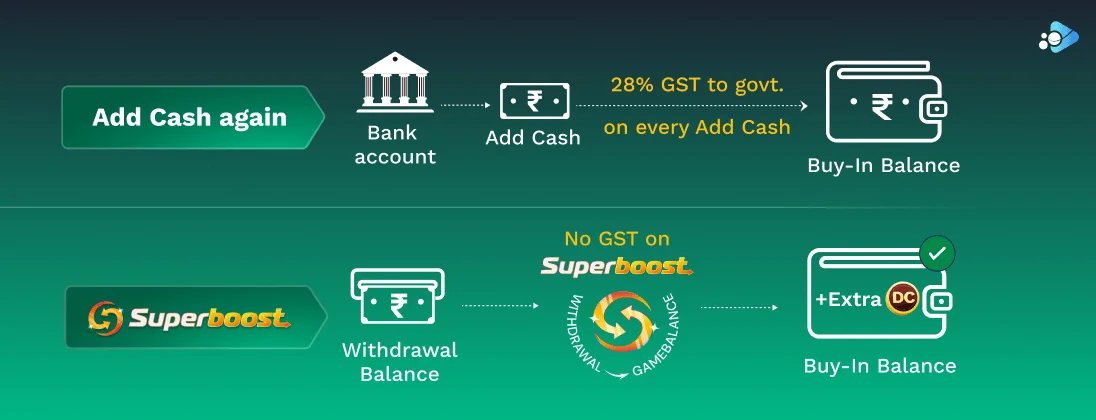 Add Cash again
Bank
account
₹
Add Cash
28% GST to govt.
on every Add Cash
₹
Buy-In Balance
Superboost
₹
Withdrawal
Balance
No GST on
Superboost
WITHDRAWAL
GAMEBALANCE
+Extra DC
Buy-In Balance